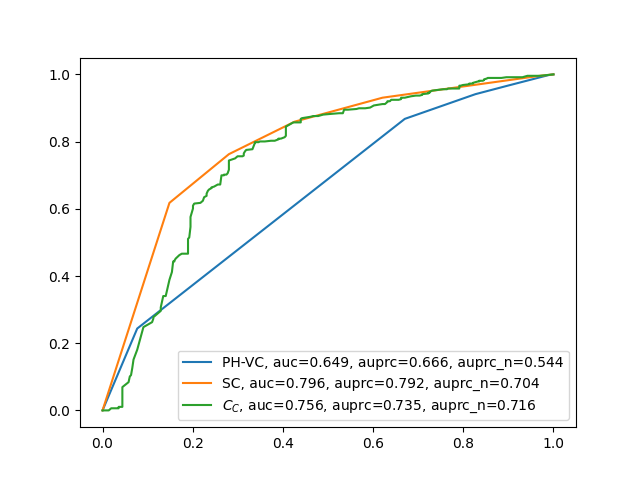 1.0
0.8
0.6
0.4
0.2
0.0
0.0 0.2 0.4 0.6 0.8 1.0
PH-VC, auc=0.649, auprc=0.666, auprc_n=0.544
SC, auc=0.796, auprc=0.792, auprc_n=0.704
C_C, auc=0.756, auprc=0.735, auprc_n=0.716